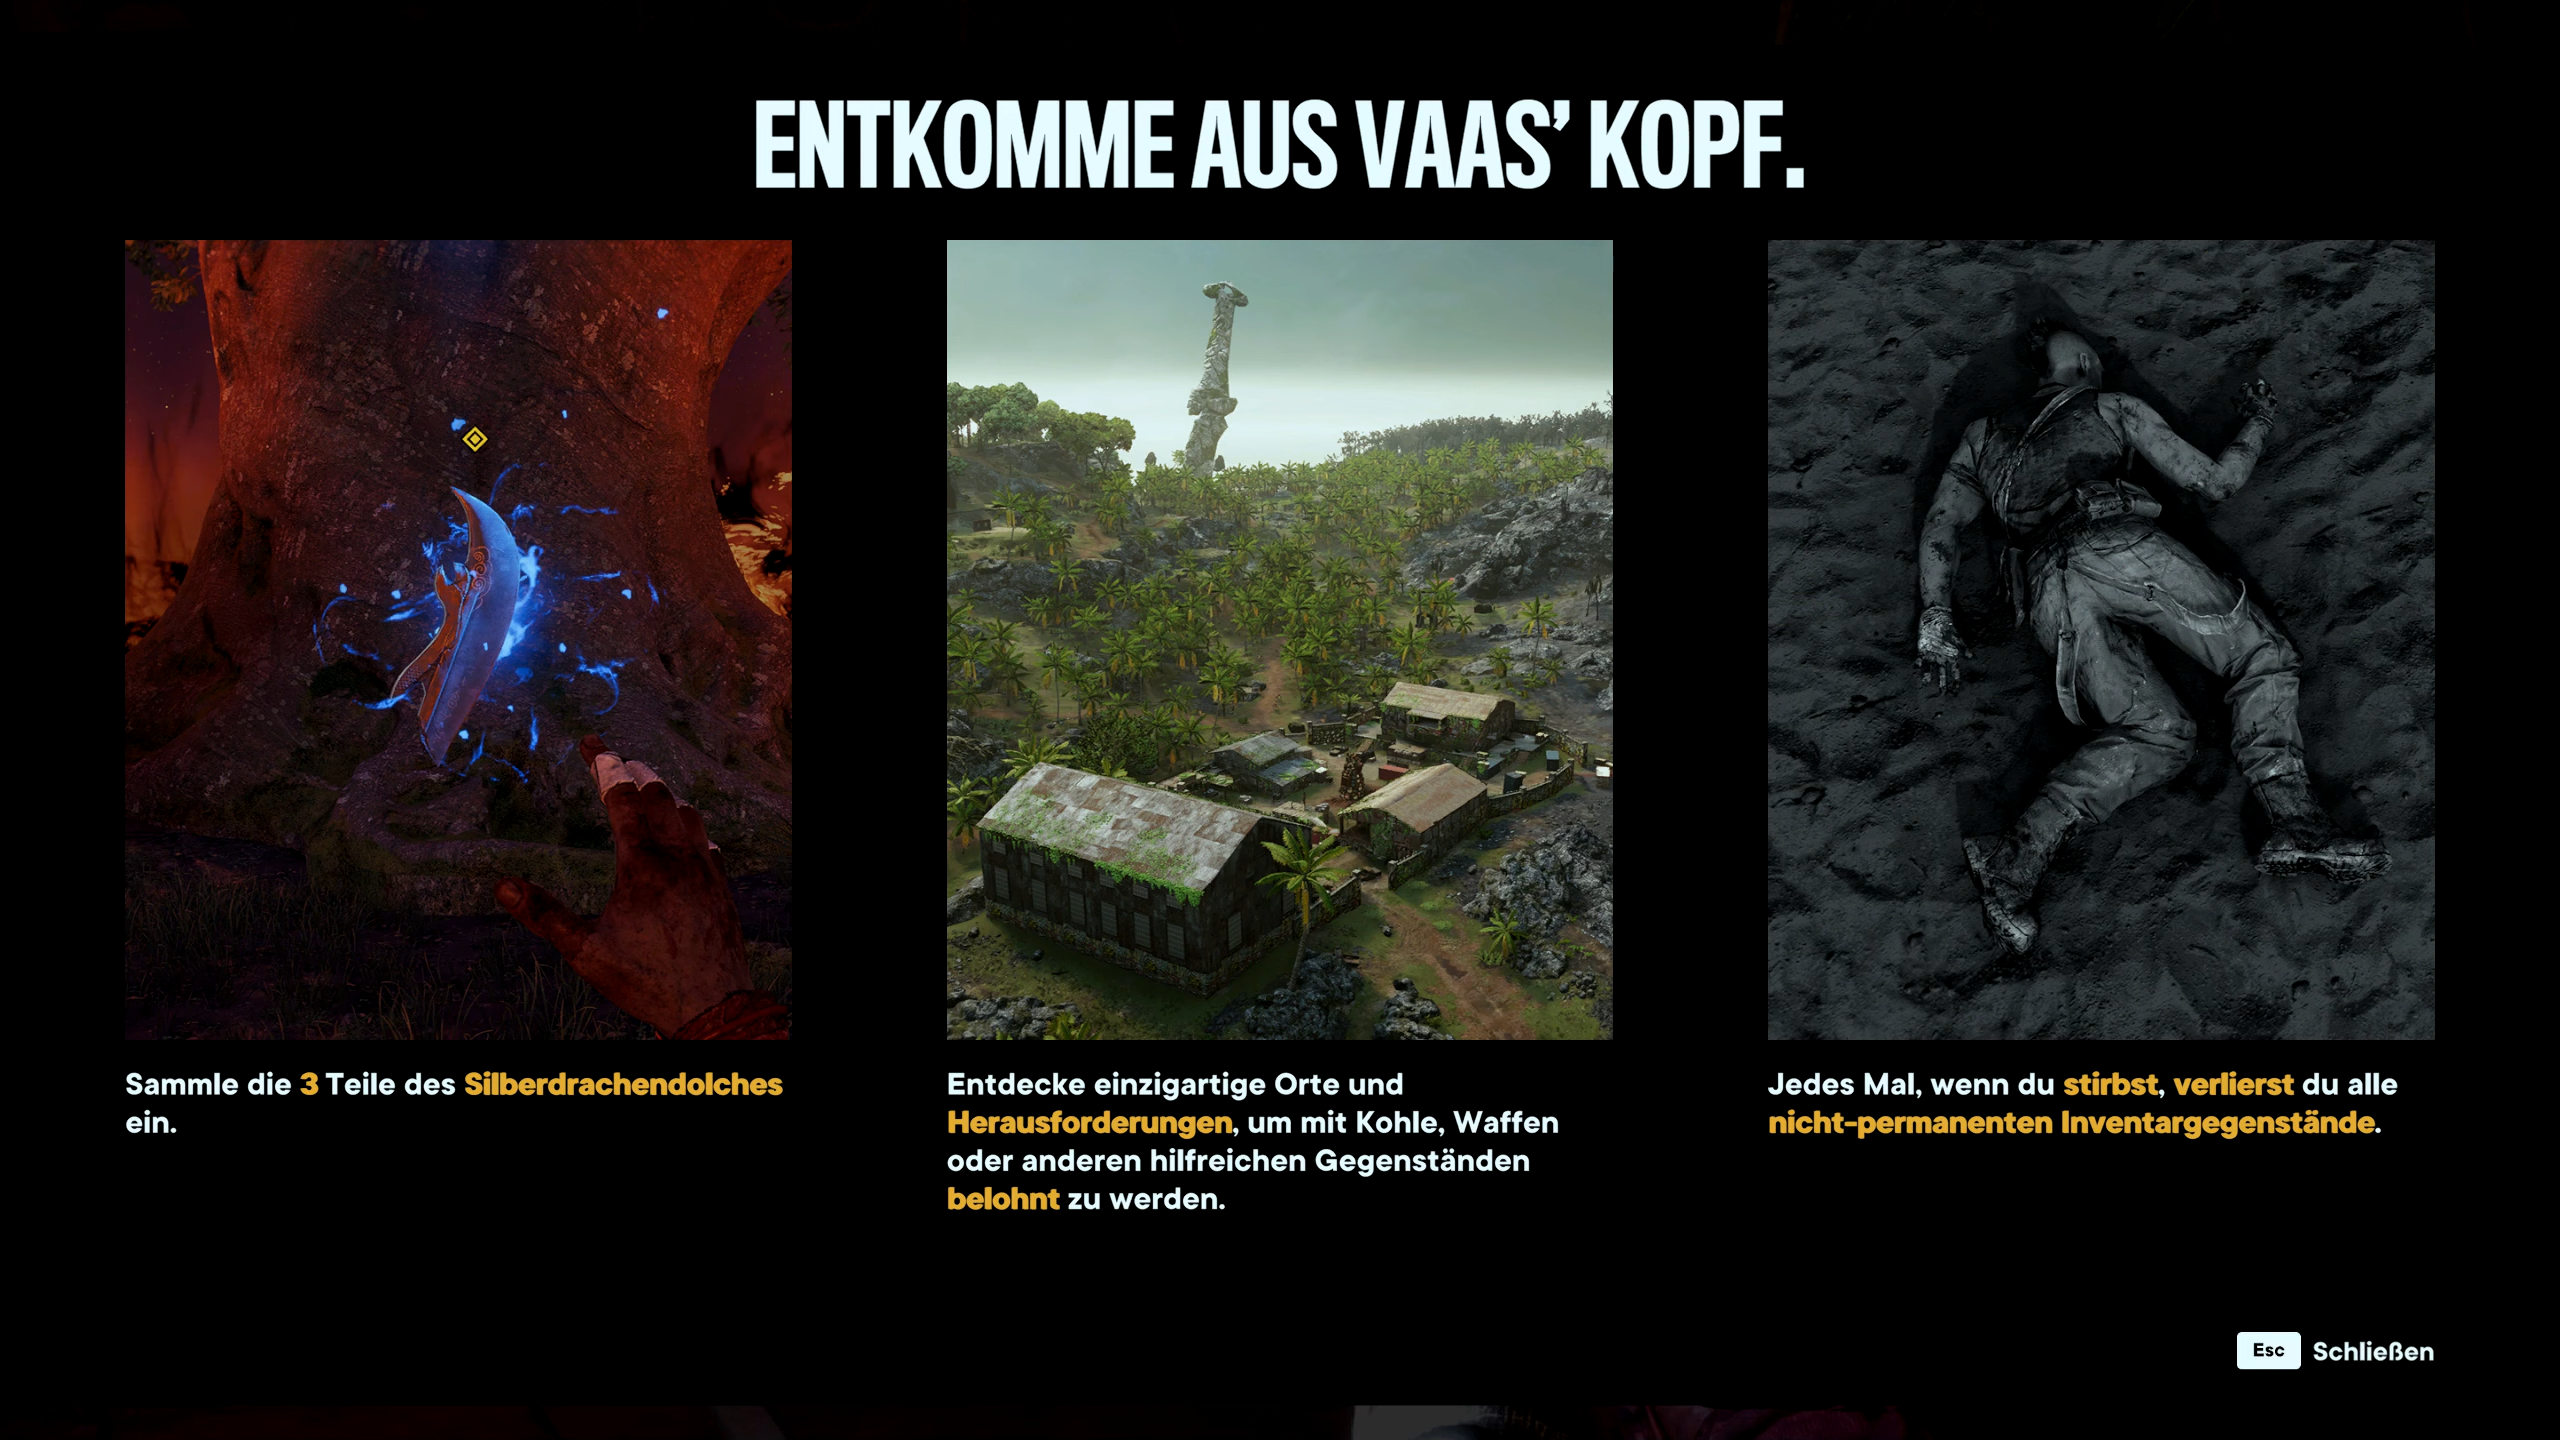 ENTKOMME AUS VAAS’ KOPF.
Sammle die 3 Teile des Silberdrachendolches
ein.
Entdecke einzigartige Orte und
Herausforderungen, um mit Kohle, Waffen
oder anderen hilfreichen Gegenständen
belohnt zu werden.
Jedes Mal, wenn du stirbst, verlierst du alle
nicht-permanenten Inventargegenstände.
Esc Schließen